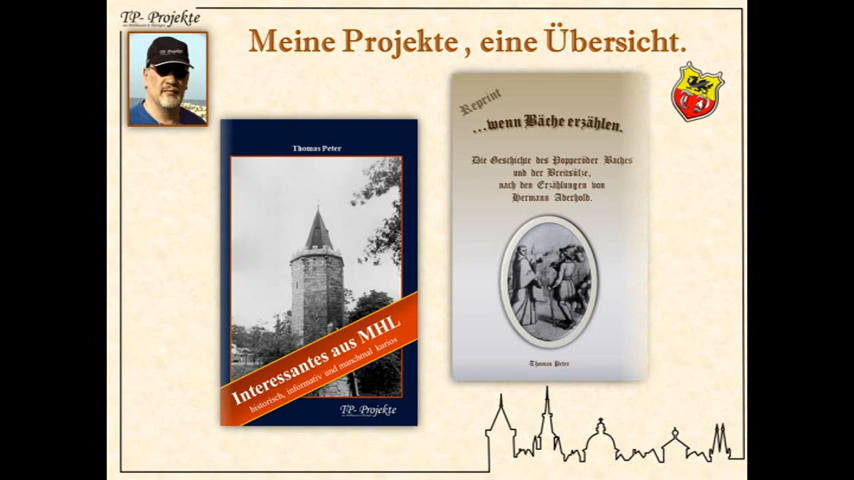 TP- Projekte
Meine Projekte , eine Übersicht.
Thomas Peter
Interessantes aus MHL
historisch, informativ und manchmal kurios
TP- Projekte
Reprint
...wenn Bäche erzählen.
Die Geschichte des Popperöder Baches
und der Breitsülze,
nach den Erzählungen von
Hermann Aderhold.
Thomas Peter